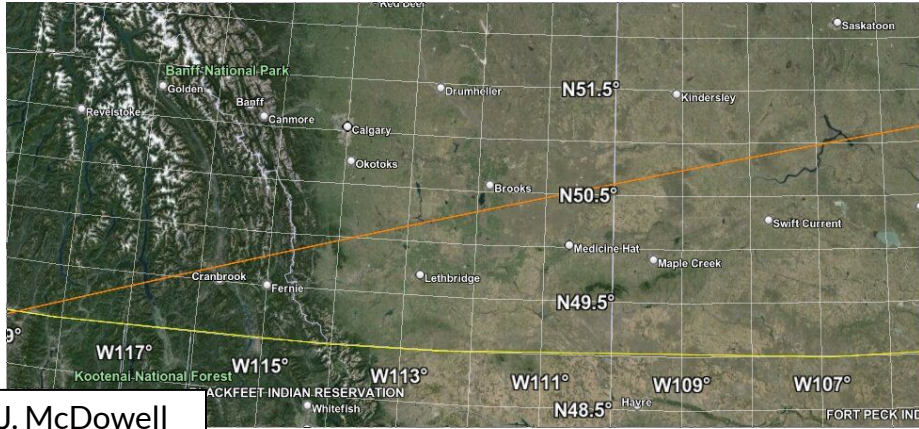 Red Deer
Saskatoon
Banff National Park
Golden
Drumheller
N51.5°
Kindersley
Revelstoke
Banff
Canmore
Calgary
Okotoks
Brooks
N50.5°
Swift Current
Medicine Hat
Maple Creek
Cranbrook
Lethbridge
Fernie
N49.5°
9°
W117°
W115°
W113°
W111°
W109°
W107°
Kootenai National Forest
LACKFEET INDIAN RESERVATION
Whitefish
N48.5°
Havre
FORT PECK IND
J. McDowell